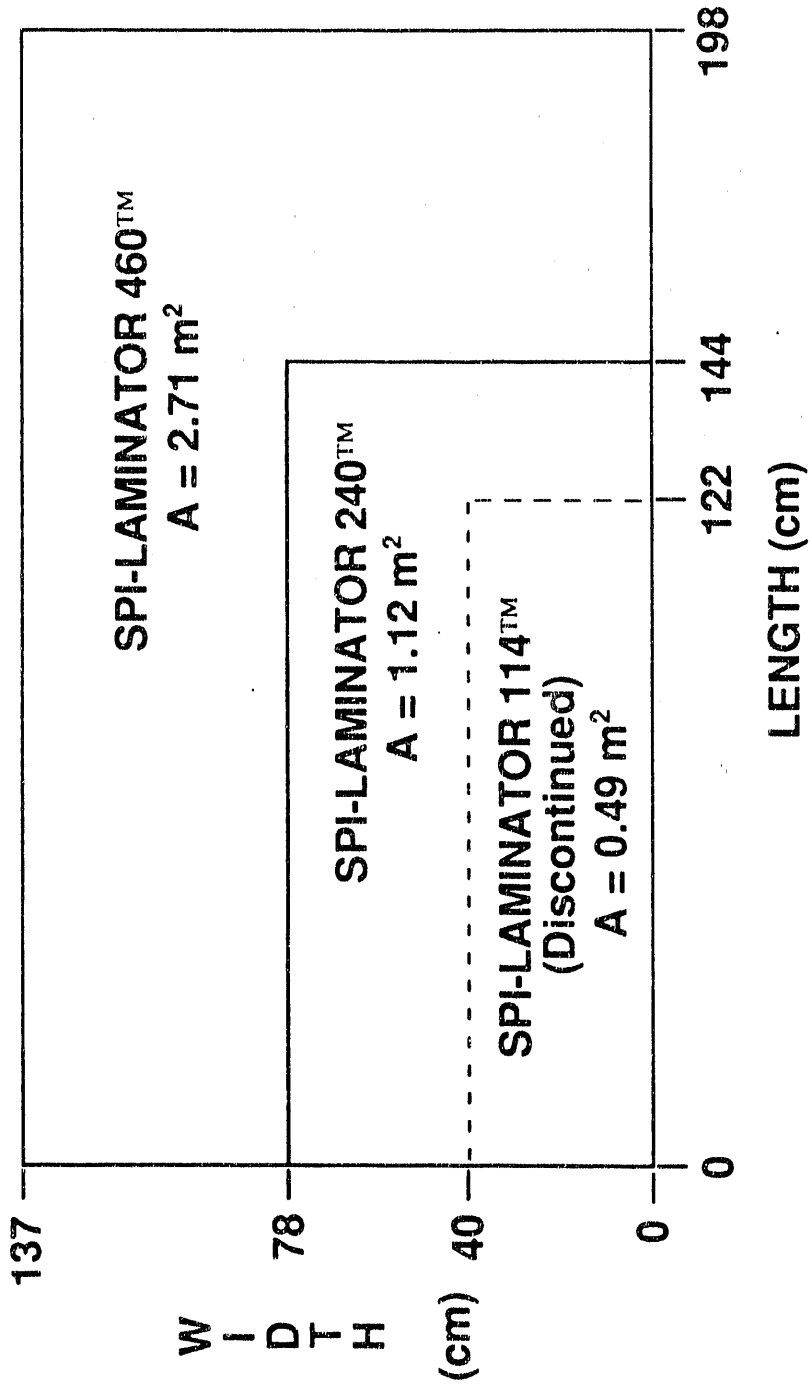 137
SPI-LAMINATOR 460™
A = 2.71 m²
78
SPI-LAMINATOR 240™
A = 1.12 m²
40
SPI-LAMINATOR 114™
(Discontinued)
A = 0.49 m²
0
WIDTH
(cm)
0
122
144
198
LENGTH (cm)